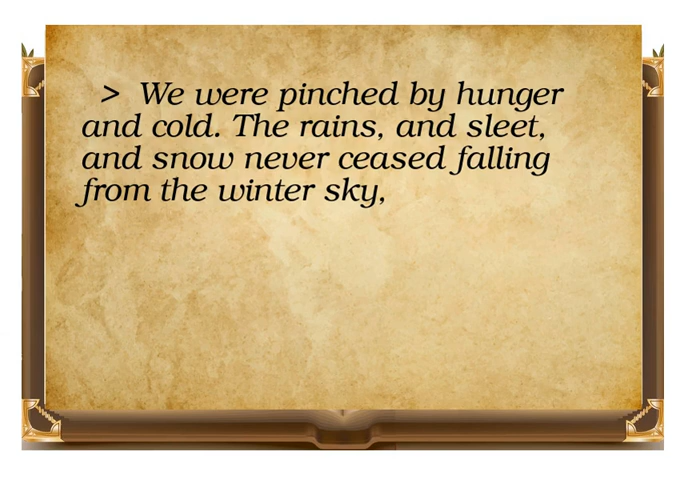 > We were pinched by hunger
and cold. The rains, and sleet,
and snow never ceased falling
from the winter sky,